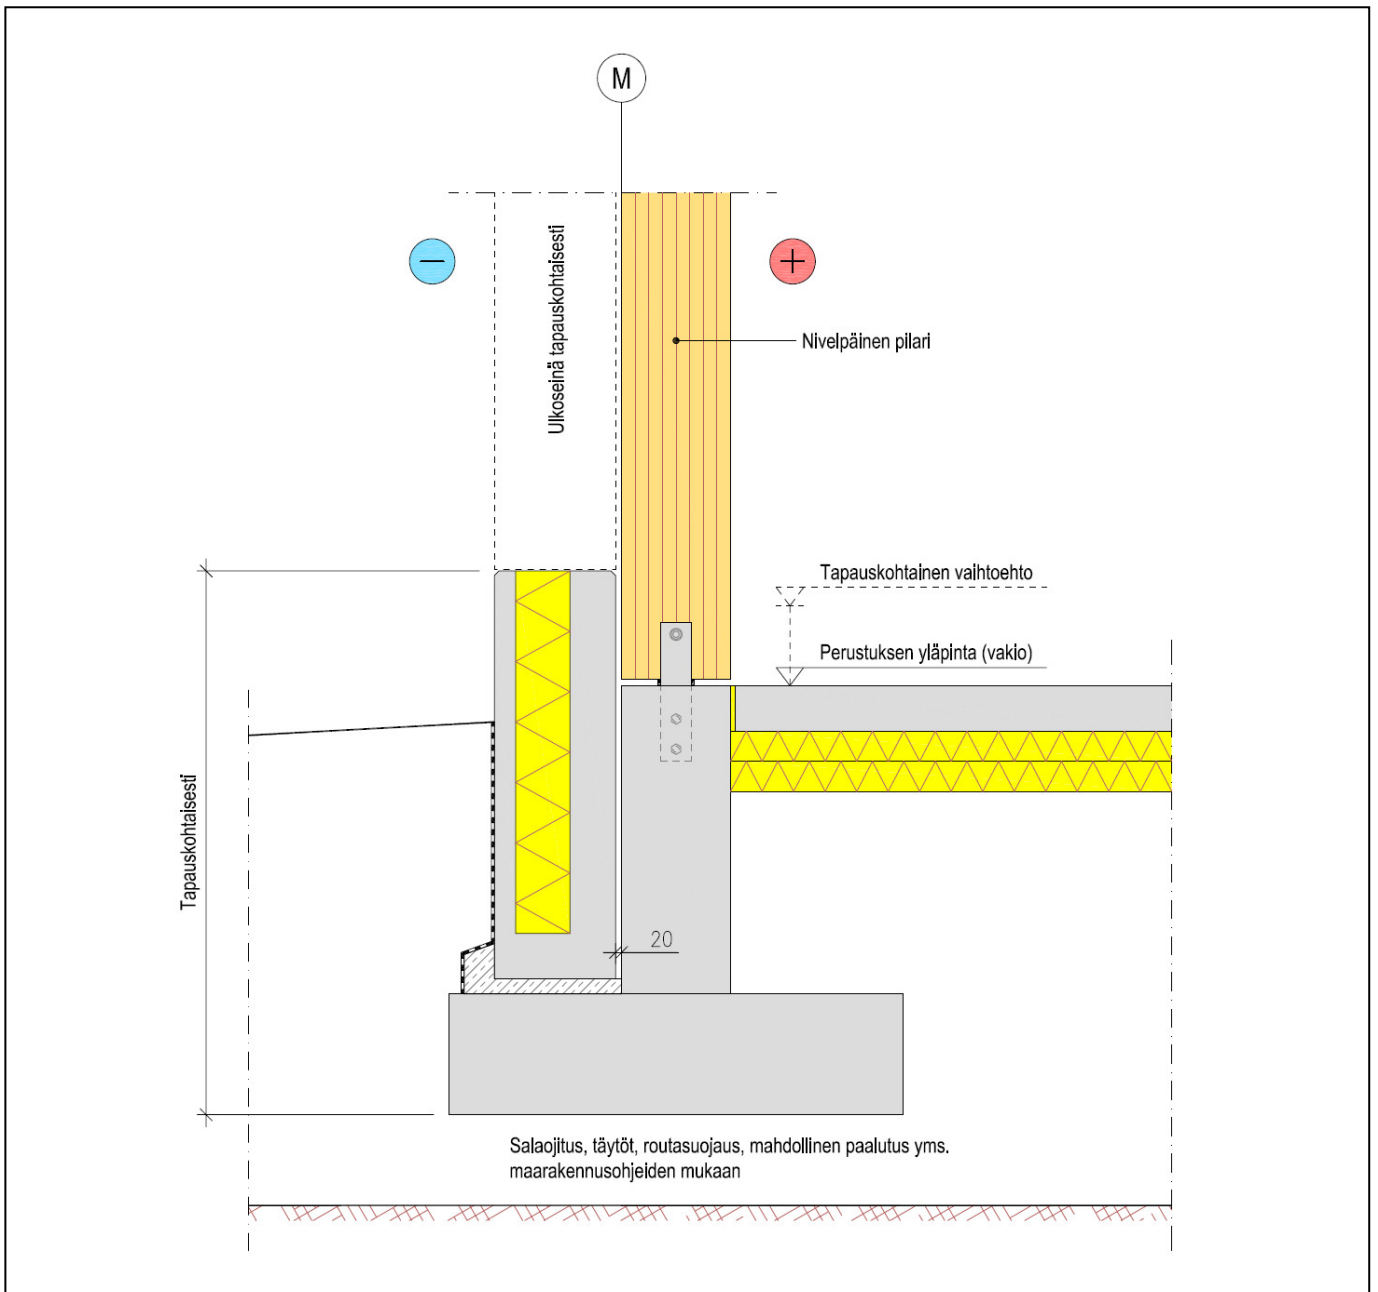 M
Ulkoseinä tapauskohtaisesti
−
+
Nivelpäinen pilari
Tapauskohtainen vaihtoehto
Perustuksen yläpinta (vakio)
Tapauskohtaisesti
20
Salaojitus, täytöt, routasuojaus, mahdollinen paalutus yms.
maarakennusohjeiden mukaan